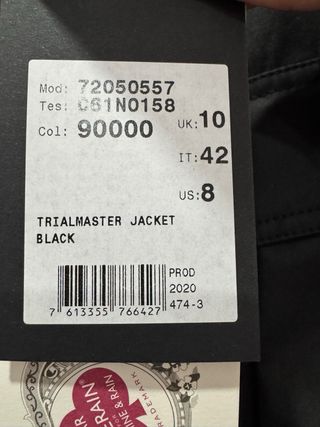 Mod: 72050557
Tes: C61N0158
Col: 90000
UK:10
IT:42
US:8
TRIALMASTER JACKET
BLACK
PROD
2020
474-3
7 613355 766427
TRADEMARK